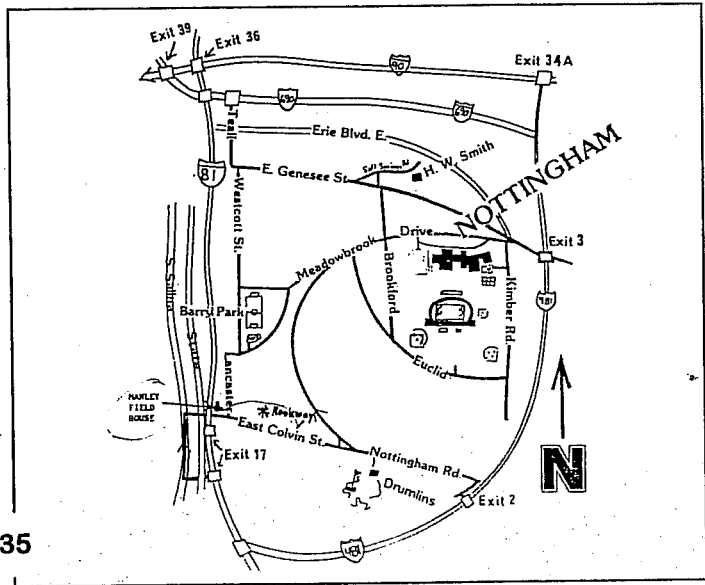 Exit 39
Exit 36
90
Exit 34A
Teall
690
690
Erie Blvd. E.
H. W. Smith
E. Genesee St.
NOTTINGHAM
81
Westcott St.
Drive
Exit 3
Meadowbrook
Brookford
Kimber Rd.
481
Barry Park
S. Salina
State
Euclid
Lancaster
MANLEY
FIELD
HOUSE
East Colvin St.
Exit 17
Nottingham Rd.
N
Drumlins
Exit 2
35
481